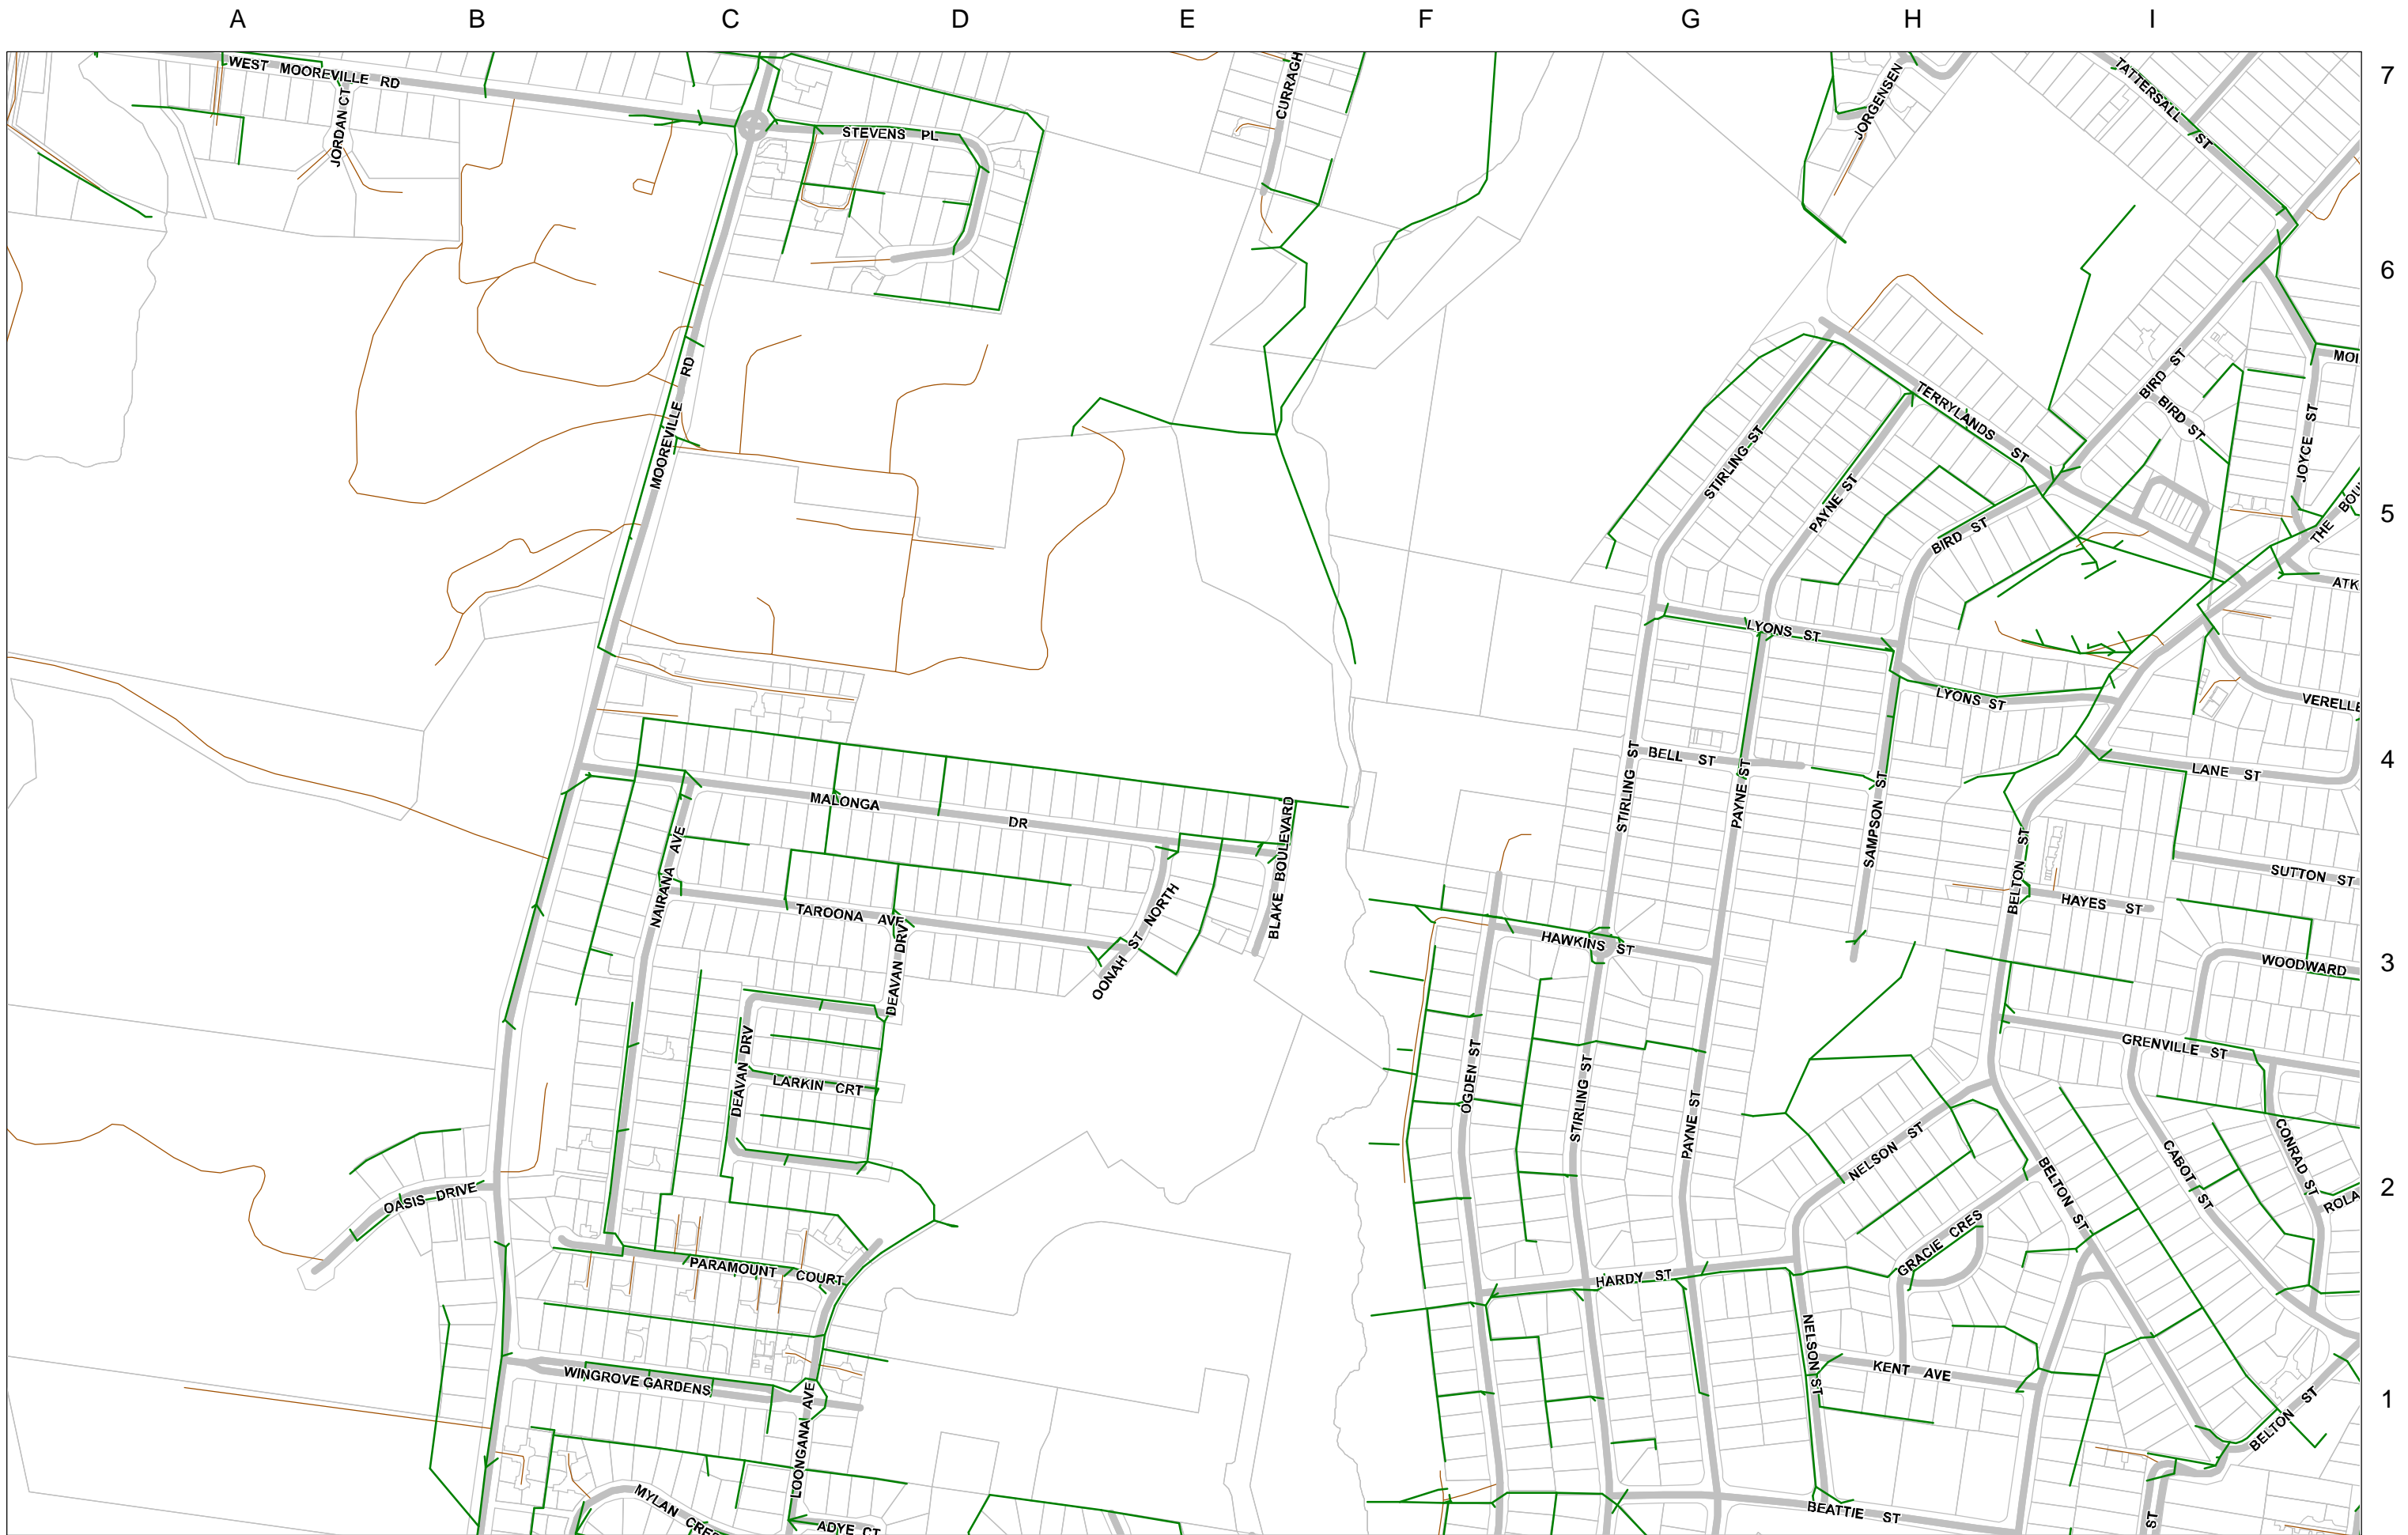 A B C D E F G H I
7
WEST MOOREVILLE RD
JORDAN CT
STEVENS PL
CURRAGH
JORGENSEN
TATTERSALL ST
6
MOI
BIRD ST
BIRD ST
JOYCE ST
TERRYLANDS ST
STIRLING ST
PAYNE ST
MOOREVILLE RD
5
THE BOU
BIRD ST
ATK
LYONS ST
LYONS ST
VERELLE
4
BELL ST
LANE ST
STIRLING ST
PAYNE ST
SAMPSON ST
MALONGA DR
BLAKE BOULEVARD
NAIRANA AVE
BELTON ST
SUTTON ST
HAYES ST
TAROONA AVE
OONAH ST NORTH
DEAVAN DRV
HAWKINS ST
3
WOODWARD
GRENVILLE ST
DEAVAN DRV
LARKIN CRT
OGDEN ST
STIRLING ST
PAYNE ST
NELSON ST
CONRAD ST
CABOT ST
BELTON ST
2
ROLA
OASIS DRIVE
GRACIE CRES
PARAMOUNT COURT
HARDY ST
NELSON ST
KENT AVE
WINGROVE GARDENS
1
LOONGANA AVE
BELTON ST
MYLAN CRES
ADYE CT
BEATTIE ST
ST